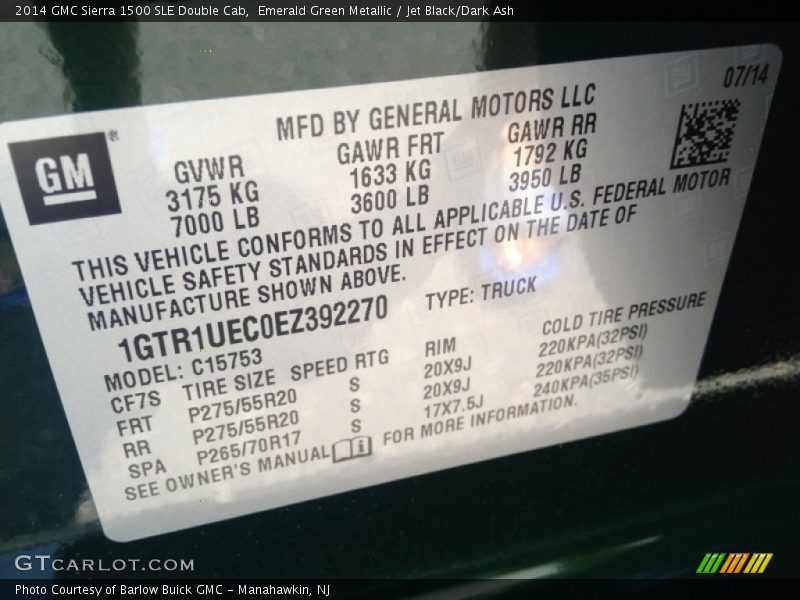 2014 GMC Sierra 1500 SLE Double Cab,  Emerald Green Metallic / Jet Black/Dark Ash
07/14
MFD BY GENERAL MOTORS LLC
GM®
GVWR GAWR FRT GAWR RR
3175 KG 1633 KG 1792 KG
7000 LB 3600 LB 3950 LB
THIS VEHICLE CONFORMS TO ALL APPLICABLE U.S. FEDERAL MOTOR
VEHICLE SAFETY STANDARDS IN EFFECT ON THE DATE OF
MANUFACTURE SHOWN ABOVE.
1GTR1UEC0EZ392270 TYPE: TRUCK
MODEL: C15753
CF7S TIRE SIZE SPEED RTG RIM COLD TIRE PRESSURE
FRT P275/55R20 S 20X9J 220KPA(32PSI)
RR P275/55R20 S 20X9J 220KPA(32PSI)
SPA P265/70R17 S 17X7.5J 240KPA(35PSI)
SEE OWNER'S MANUAL i FOR MORE INFORMATION.
GTCARLOT.COM
Photo Courtesy of Barlow Buick GMC - Manahawkin, NJ